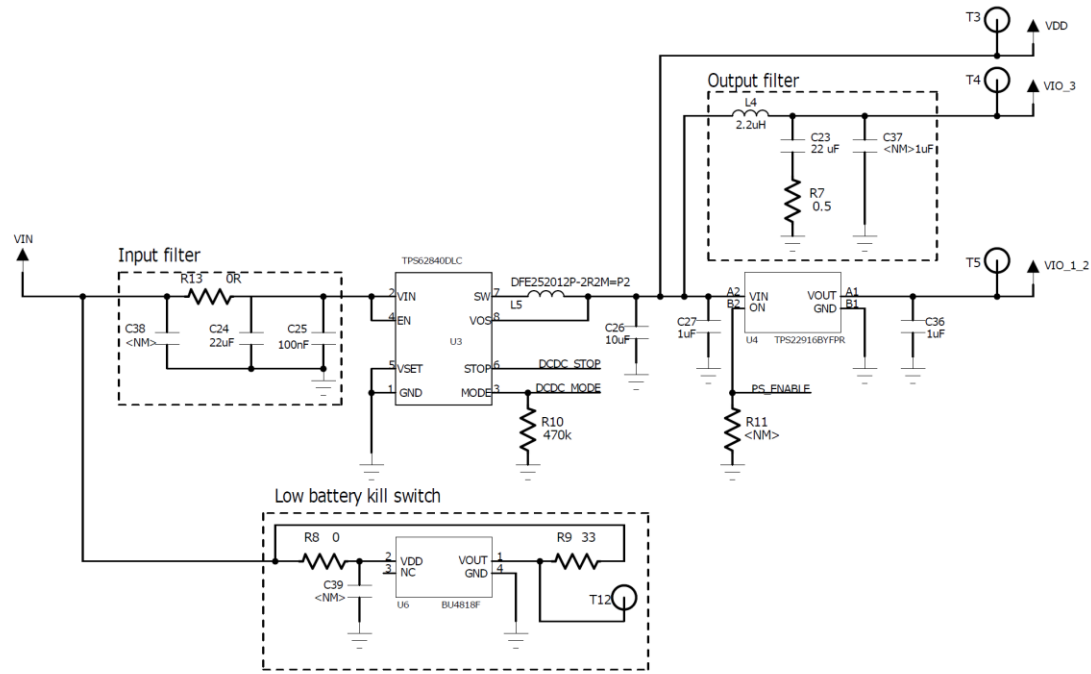 T3
VDD
Output filter
T4
VIO_3
L4
2.2uH
C23
22 uF
C37
<NM>1uF
R7
0.5
VIN
Input filter
R13 0R
C38
<NM>
C24
22uF
C25
100nF
TPS62840DLC
2 VIN
4 EN
5 VSET
1 GND
SW 7
VOS 8
U3
STOP 6
MODE 3
DFE252012P-2R2M=P2
L5
DCDC_STOP
DCDC_MODE
R10
470k
C26
10uF
C27
1uF
A2 VIN
B2 ON
VOUT A1
GND B1
U4 TPS22916BYFPR
T5
VIO_1_2
C36
1uF
PS_ENABLE
R11
<NM>
Low battery kill switch
R8 0
C39
<NM>
2 VDD
3 NC
VOUT 1
GND 4
U6 BU4818F
R9 33
T12